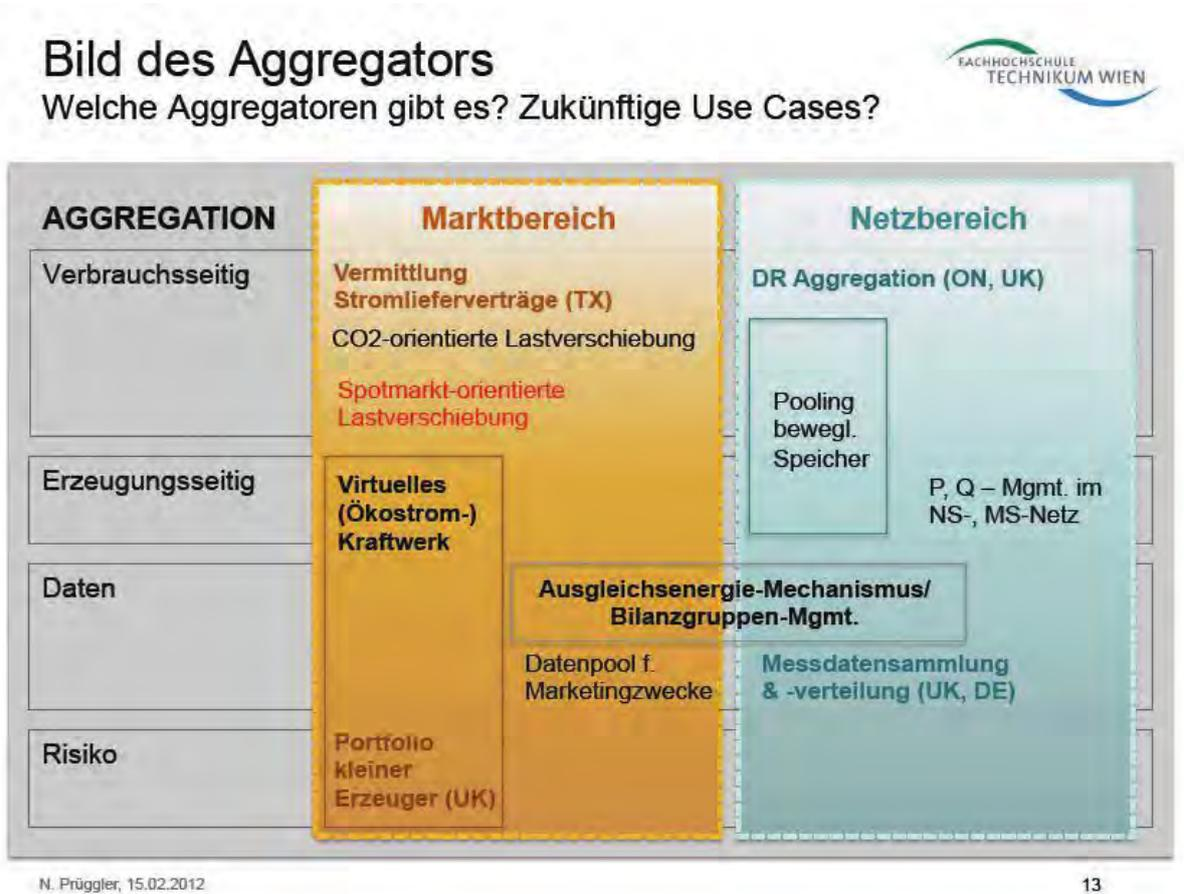 Bild des Aggregators
Welche Aggregatoren gibt es? Zukünftige Use Cases?
FACHHOCHSCHULE
TECHNIKUM WIEN
AGGREGATION
Marktbereich
Netzbereich
Verbrauchsseitig
Vermittlung
Stromlieferverträge (TX)
CO2-orientierte Lastverschiebung
Spotmarkt-orientierte
Lastverschiebung
DR Aggregation (ON, UK)
Pooling
bewegl.
Speicher
Erzeugungsseitig
Virtuelles
(Ökostrom-)
Kraftwerk
P, Q – Mgmt. im
NS-, MS-Netz
Daten
Ausgleichsenergie-Mechanismus/
Bilanzgruppen-Mgmt.
Datenpool f.
Marketingzwecke
Messdatensammlung
& -verteilung (UK, DE)
Risiko
Portfolio
kleiner
Erzeuger (UK)
N. Prüggler, 15.02.2012
13